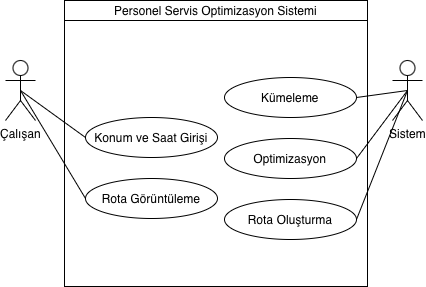 Personel Servis Optimizasyon Sistemi
Kümeleme
Çalışan
Konum ve Saat Girişi
Sistem
Optimizasyon
Rota Görüntüleme
Rota Oluşturma